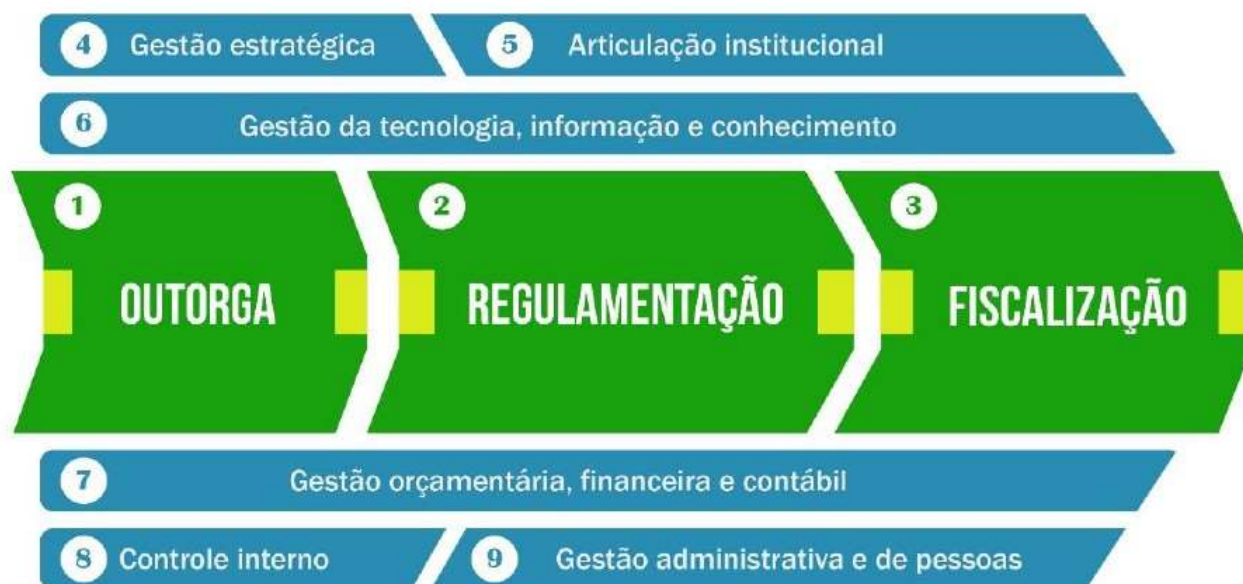 4 Gestão estratégica 5 Articulação institucional
6 Gestão da tecnologia, informação e conhecimento
1 2 3
OUTORGA REGULAMENTAÇÃO FISCALIZAÇÃO
7 Gestão orçamentária, financeira e contábil
8 Controle interno 9 Gestão administrativa e de pessoas